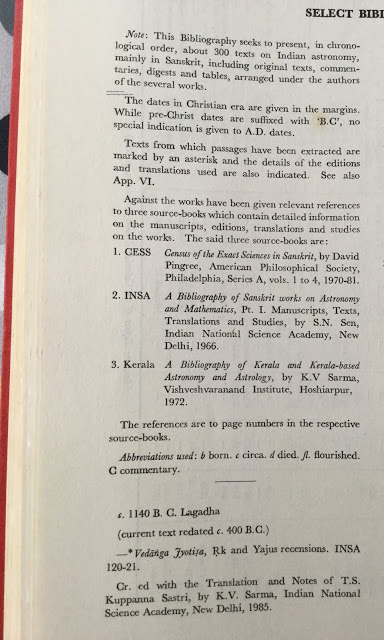 SELECT BIB
Note: This Bibliography seeks to present, in chrono-
logical order, about 300 texts on Indian astronomy,
mainly in Sanskrit, including original texts, commen-
taries, digests and tables, arranged under the authors
of the several works.
The dates in Christian era are given in the margins.
While pre-Christ dates are suffixed with 'B.C', no
special indication is given to A.D. dates.
Texts from which passages have been extracted are
marked by an asterisk and the details of the editions
and translations used are also indicated. See also
App. VI.
Against the works have been given relevant references
to three source-books which contain detailed information
on the manuscripts, editions, translations and studies
on the works. The said three source-books are:
1. CESS Census of the Exact Sciences in Sanskrit, by David
Pingree, American Philosophical Society,
Philadelphia, Series A, vols. 1 to 4, 1970-81.
2. INSA A Bibliography of Sanskrit works on Astronomy
and Mathematics, Pt. I. Manuscripts, Texts,
Translations and Studies, by S.N. Sen,
Indian National Science Academy, New
Delhi, 1966.
3. Kerala A Bibliography of Kerala and Kerala-based
Astronomy and Astrology, by K.V Sarma,
Vishveshvaranand Institute, Hoshiarpur,
1972.
The references are to page numbers in the respective
source-books.
Abbreviations used: b born. c circa. d died. fl. flourished.
C commentary.
c. 1140 B. C. Lagadha
(current text redated c. 400 B.C.)
—*Vedāṅga Jyotiṣa, Ṛk and Yajus recensions. INSA
120-21.
Cr. ed with the Translation and Notes of T.S.
Kuppanna Sastri, by K.V. Sarma, Indian National
Science Academy, New Delhi, 1985.